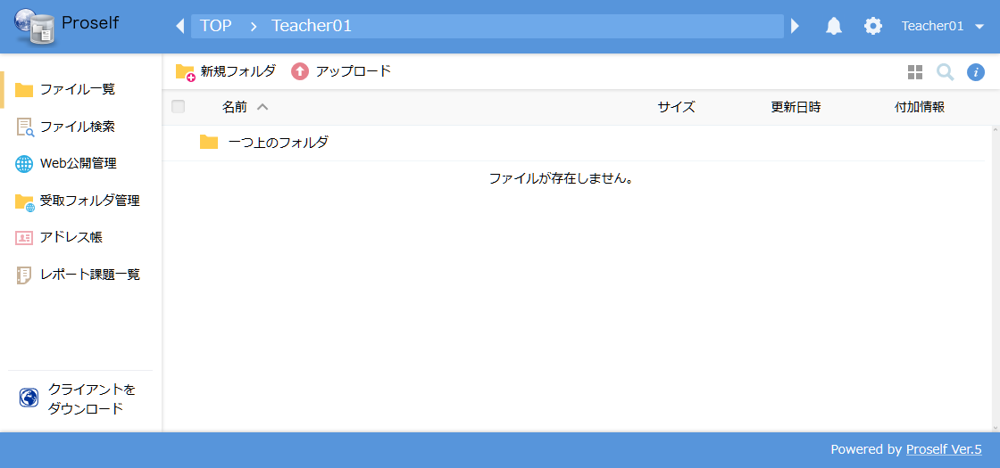 Proself
TOP > Teacher01
Teacher01
新規フォルダ アップロード
ファイル一覧
ファイル検索
Web公開管理
受取フォルダ管理
アドレス帳
レポート課題一覧
クライアントを
ダウンロード
名前 サイズ 更新日時 付加情報
一つ上のフォルダ
ファイルが存在しません。
Powered by Proself Ver.5